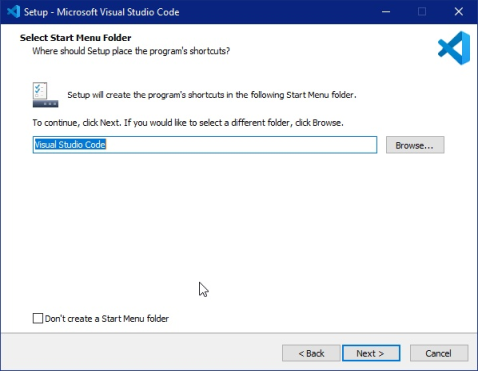 Setup - Microsoft Visual Studio Code
Select Start Menu Folder
Where should Setup place the program's shortcuts?
Setup will create the program's shortcuts in the following Start Menu folder.
To continue, click Next. If you would like to select a different folder, click Browse.
Visual Studio Code
Browse...
Don't create a Start Menu folder
< Back
Next >
Cancel